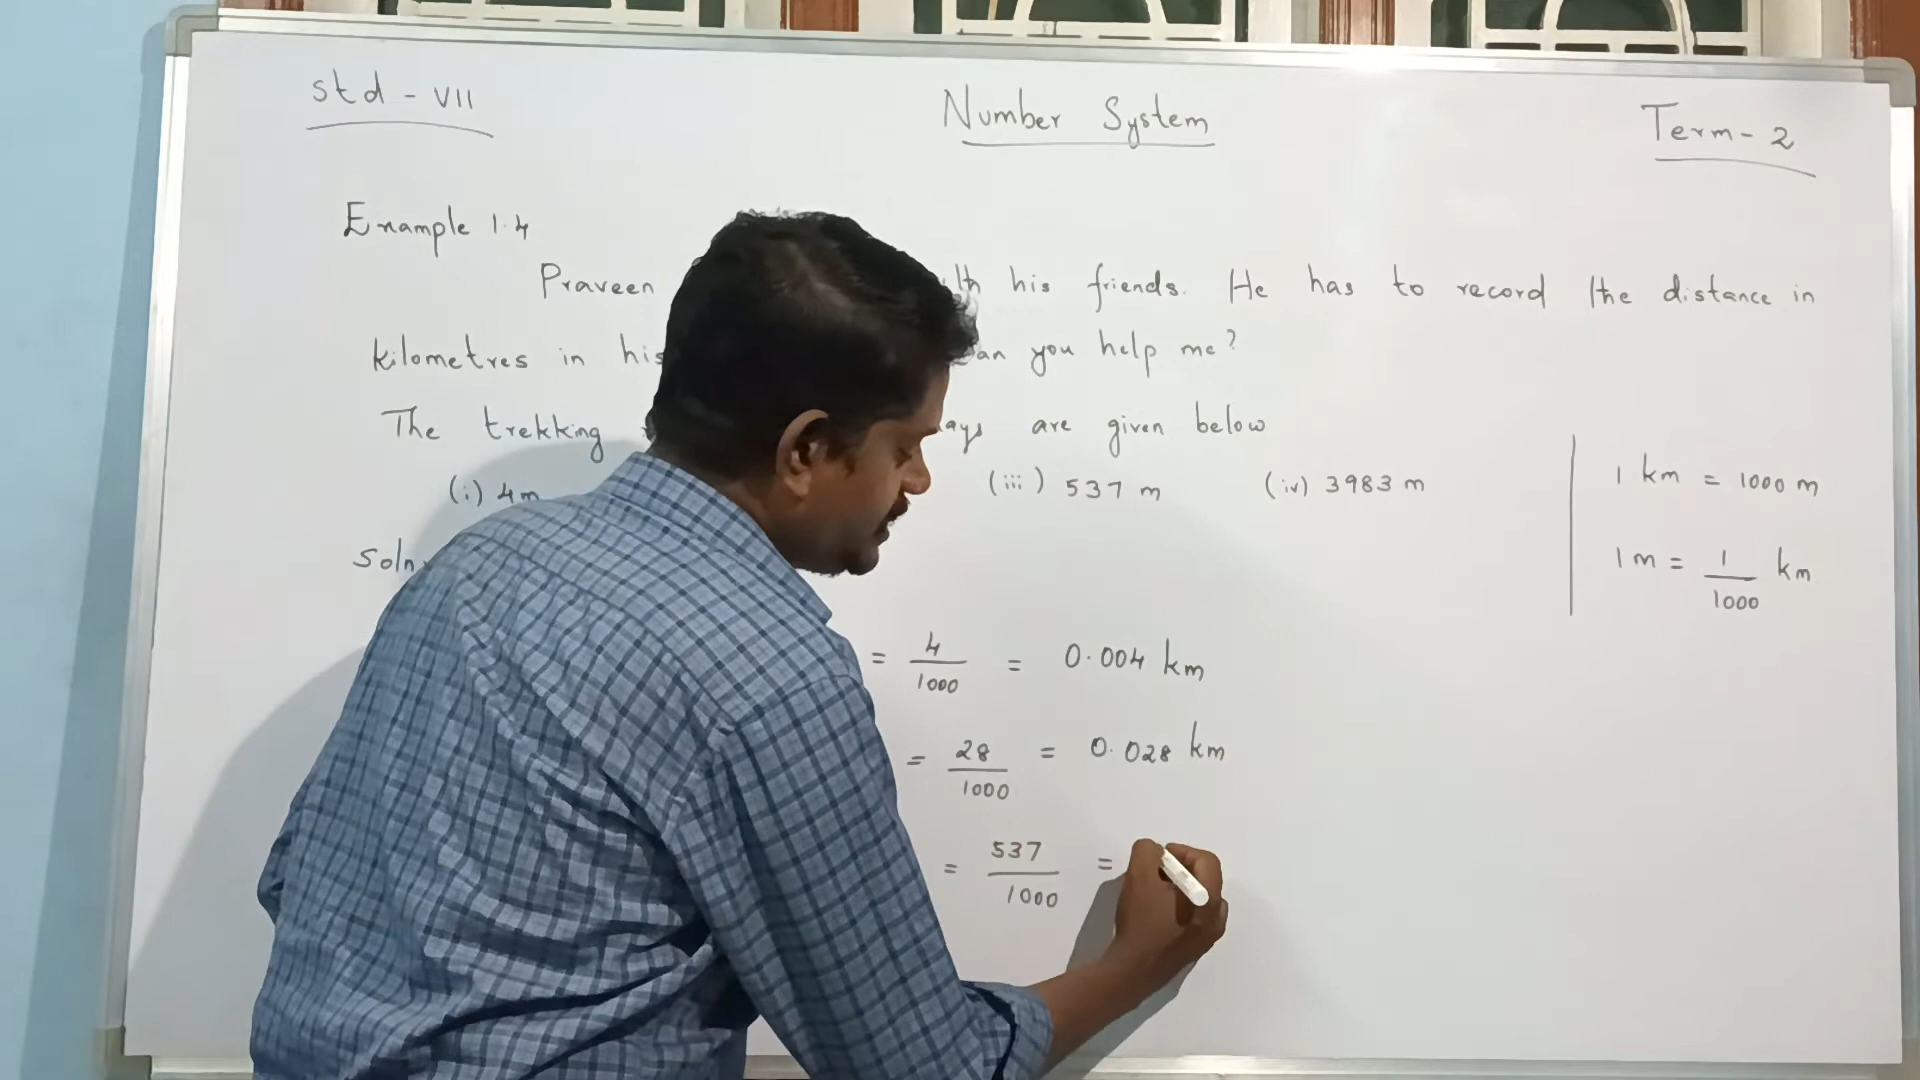 std - VII
Number System
Term - 2
Example 1.4
Praveen his friends. He has to record the distance in
kilometres in his you help me?
The trekking are given below
(i) 4m (iii) 537 m (iv) 3983 m
1 km = 1000 m
1 m = 1/1000 km
Soln
= 4/1000 = 0.004 km
= 28/1000 = 0.028 km
= 537/1000 =